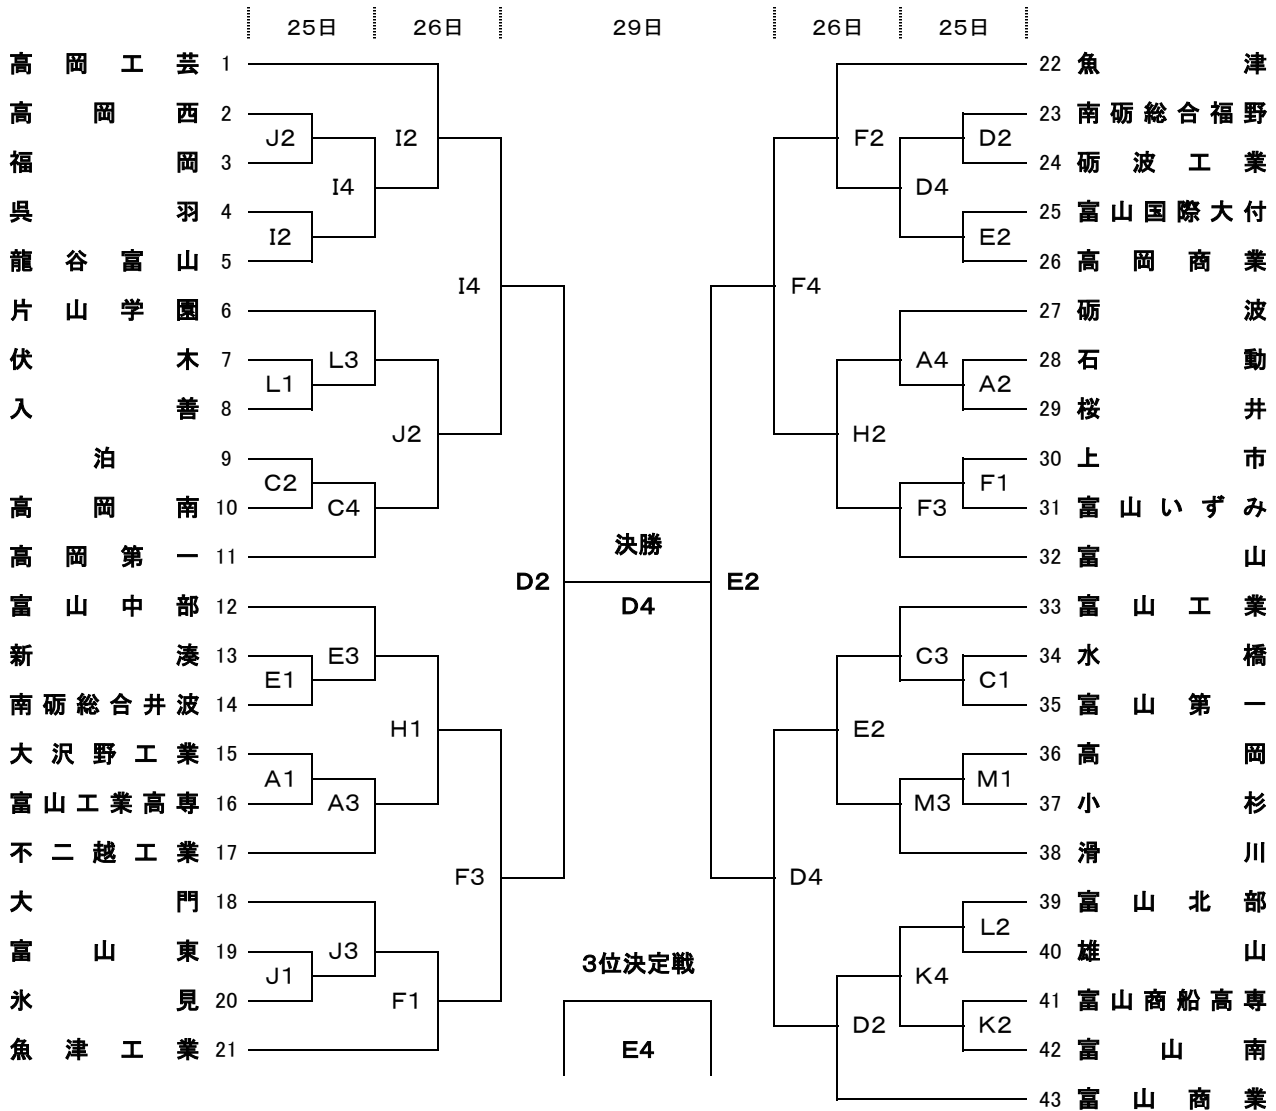 25日 26日 29日 26日 25日
高岡工芸 1 22 魚津
高岡西 2 23 南砺総合福野
J2 I2 F2 D2
福岡 3 24 砺波工業
I4 D4
呉羽 4 25 富山国際大付
I2 E2
龍谷富山 5 26 高岡商業
I4 F4
片山学園 6 27 砺波
伏木 7 L3 A4 28 石動
L1 A2
入善 8 29 桜井
J2 H2
泊 9 30 上市
C2 F1
高岡南 10 C4 F3 31 富山いずみ
決勝
高岡第一 11 32 富山
D2 E2
富山中部 12 D4 33 富山工業
新湊 13 E3 C3 34 水橋
E1 C1
南砺総合井波 14 35 富山第一
H1 E2
大沢野工業 15 36 高岡
A1 M1
富山工業高専 16 A3 M3 37 小杉
不二越工業 17 38 滑川
F3 D4
大門 18 39 富山北部
L2
富山東 19 J3 40 雄山
3位決定戦
J1 K4
氷見 20 F1 41 富山商船高専
D2 K2
魚津工業 21 E4 42 富山南
43 富山商業